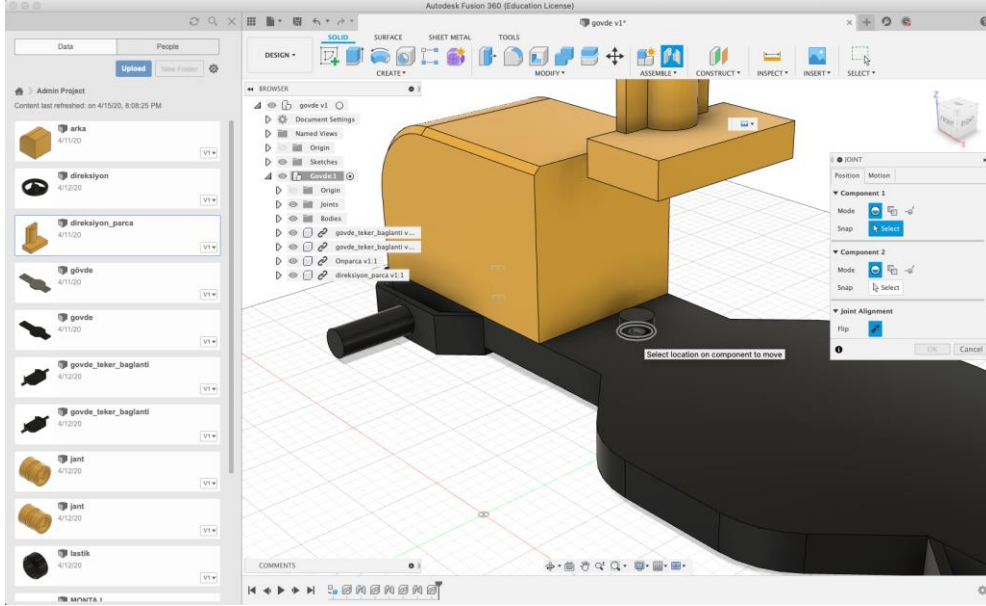 Autodesk Fusion 360 (Education License)
govde v1*
Data
People
Upload
New Folder
Admin Project
Content last refreshed: on 4/15/20, 8:08:25 PM
arka
4/11/20
V1
direksiyon
4/12/20
V1
direksiyon_parca
4/11/20
V1
gövde
4/11/20
V1
govde
4/11/20
V1
govde_teker_baglanti
4/12/20
V1
govde_teker_baglanti
4/12/20
V1
jant
4/12/20
V1
jant
4/12/20
V1
lastik
4/12/20
V1
DESIGN
SOLID
SURFACE
SHEET METAL
TOOLS
CREATE
MODIFY
ASSEMBLE
CONSTRUCT
INSPECT
INSERT
SELECT
BROWSER
govde v1
Document Settings
Named Views
Origin
Sketches
Govde:1
Origin
Joints
Bodies
govde_teker_baglanti v...
govde_teker_baglanti v...
Onparca v1:1
direksiyon_parca v1:1
Z
FRONT
RIGHT
X
JOINT
Position
Motion
Component 1
Mode
Snap
Select
Component 2
Mode
Snap
Select
Joint Alignment
Flip
OK
Cancel
Select location on component to move
COMMENTS